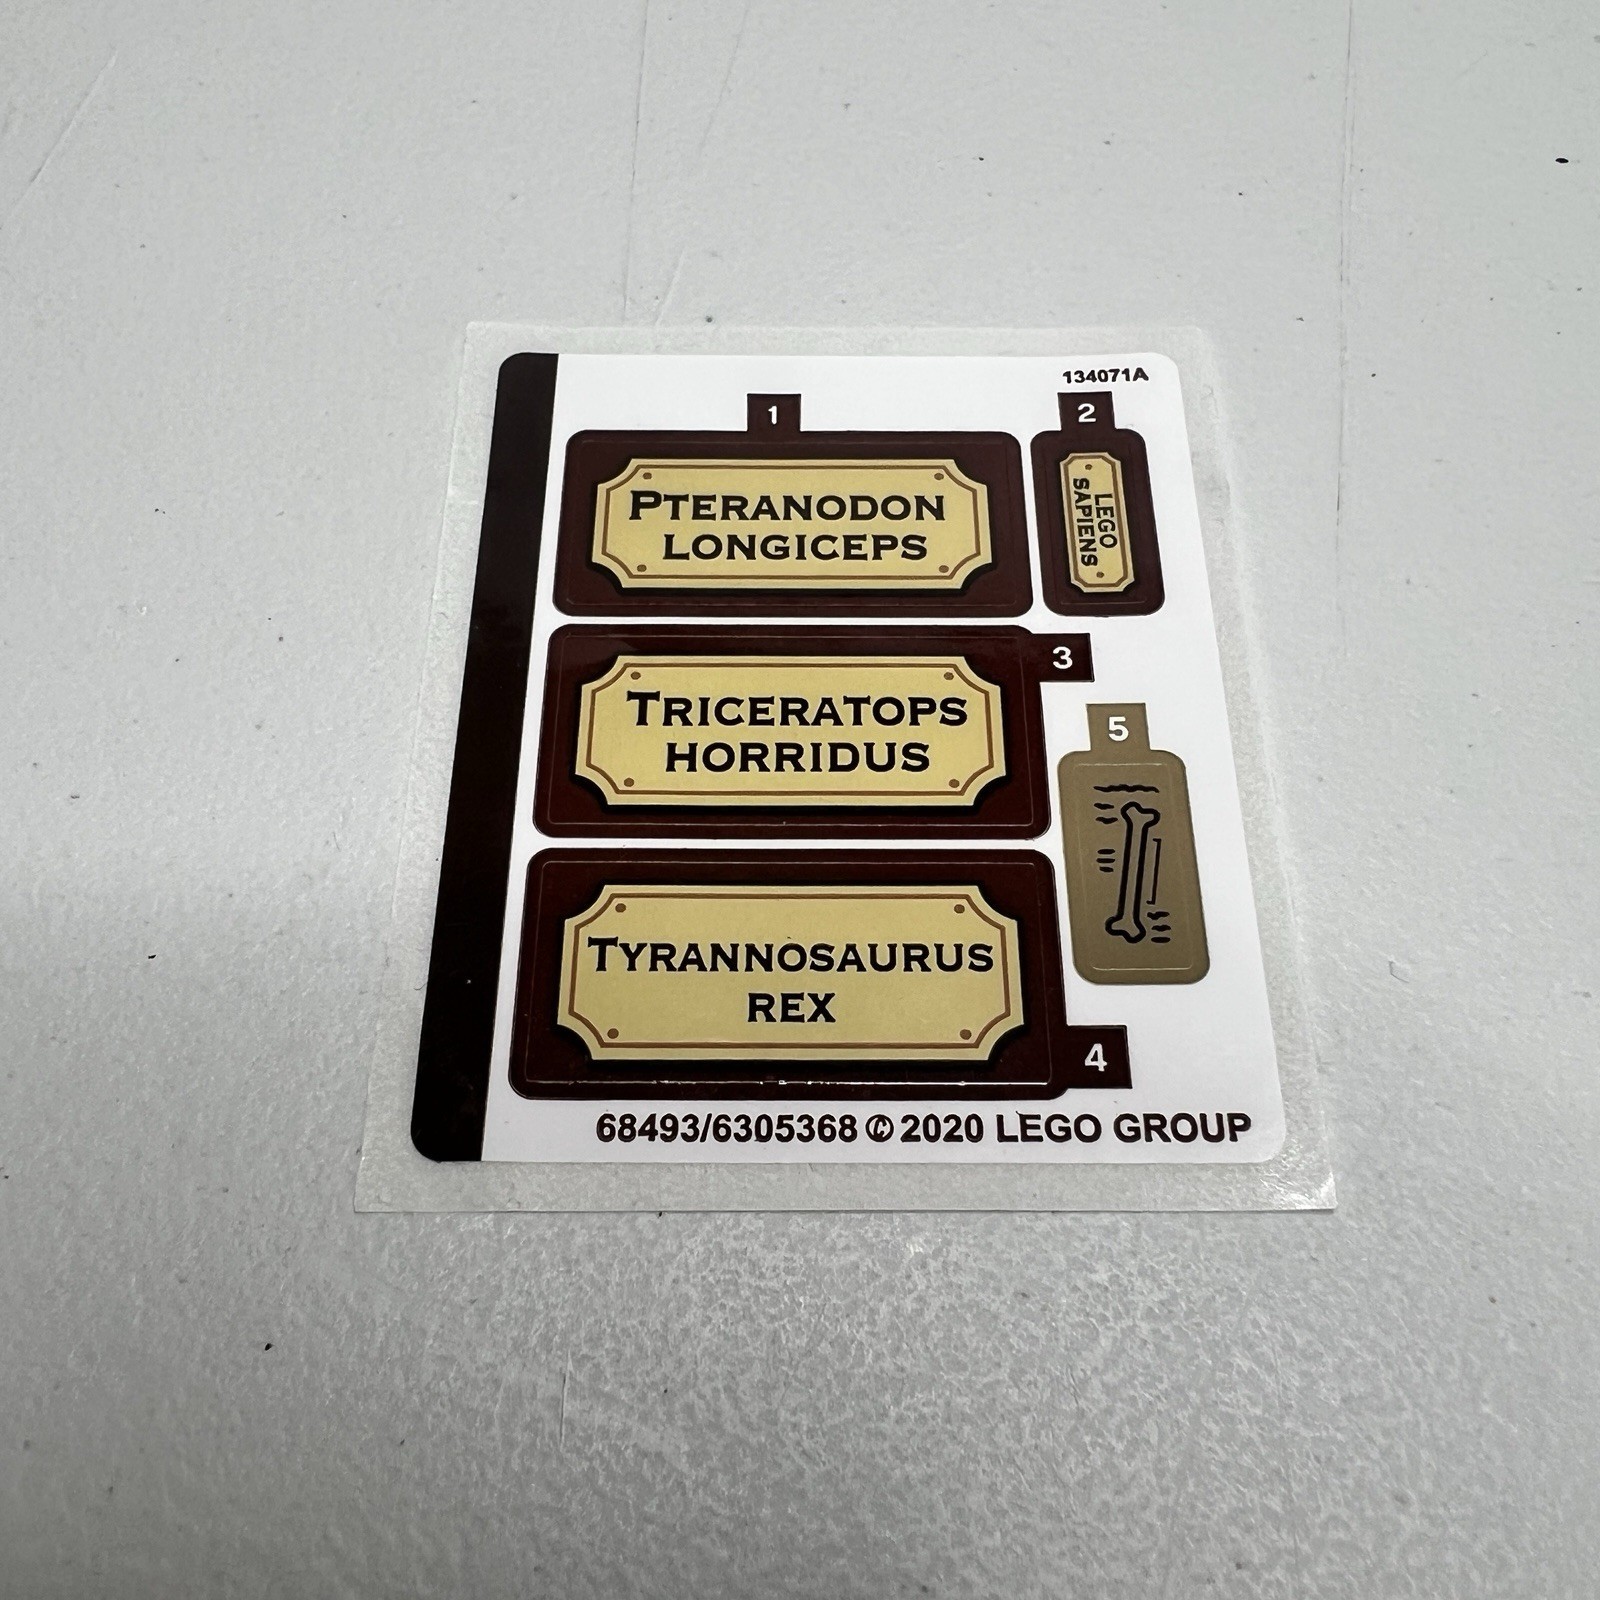 134071A
1
2
PTERANODON
LONGICEPS
LEGO
SAPIENS
3
TRICERATOPS
HORRIDUS
5
TYRANNOSAURUS
REX
4
68493/6305368 © 2020 LEGO GROUP